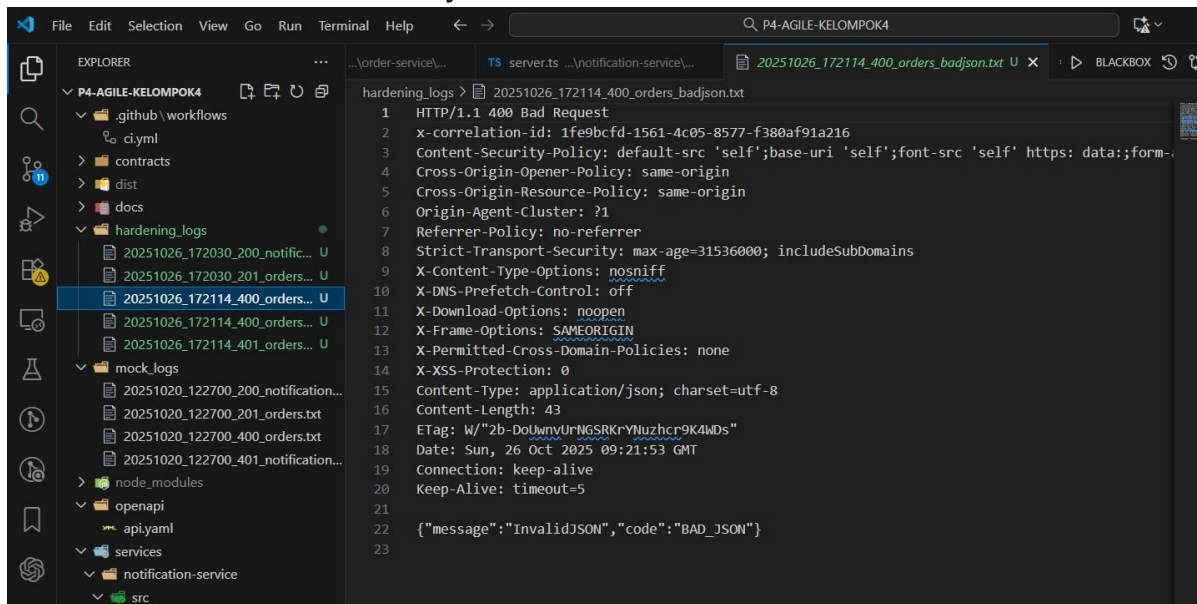 File Edit Selection View Go Run Terminal Help
P4-AGILE-KELOMPOK4
EXPLORER
P4-AGILE-KELOMPOK4
.github\workflows
ci.yml
contracts
dist
docs
hardening_logs
20251026_172030_200_notific... U
20251026_172030_201_orders... U
20251026_172114_400_orders... U
20251026_172114_400_orders... U
20251026_172114_401_orders... U
mock_logs
20251020_122700_200_notification...
20251020_122700_201_orders.txt
20251020_122700_400_orders.txt
20251020_122700_401_notification...
node_modules
openapi
api.yaml
services
notification-service
src
11
...\order-service\... TS server.ts ...\notification-service\... 20251026_172114_400_orders_badjson.txt U BLACKBOX
hardening_logs > 20251026_172114_400_orders_badjson.txt
1 HTTP/1.1 400 Bad Request
2 x-correlation-id: 1fe9bcfd-1561-4c05-8577-f380af91a216
3 Content-Security-Policy: default-src 'self';base-uri 'self';font-src 'self' https: data:;form-
4 Cross-Origin-Opener-Policy: same-origin
5 Cross-Origin-Resource-Policy: same-origin
6 Origin-Agent-Cluster: ?1
7 Referrer-Policy: no-referrer
8 Strict-Transport-Security: max-age=31536000; includeSubDomains
9 X-Content-Type-Options: nosniff
10 X-DNS-Prefetch-Control: off
11 X-Download-Options: noopen
12 X-Frame-Options: SAMEORIGIN
13 X-Permitted-Cross-Domain-Policies: none
14 X-XSS-Protection: 0
15 Content-Type: application/json; charset=utf-8
16 Content-Length: 43
17 ETag: W/"2b-DoUwnvUrNGSRKrYNuzhcr9K4WDs"
18 Date: Sun, 26 Oct 2025 09:21:53 GMT
19 Connection: keep-alive
20 Keep-Alive: timeout=5
21
22 {"message":"InvalidJSON","code":"BAD_JSON"}
23